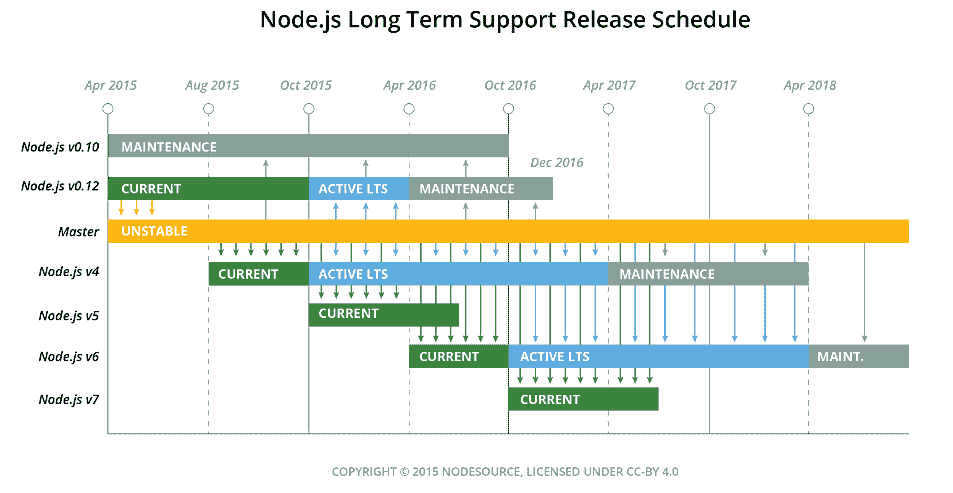 Node.js Long Term Support Release Schedule
Apr 2015 Aug 2015 Oct 2015 Apr 2016 Oct 2016 Apr 2017 Oct 2017 Apr 2018
Node.js v0.10 MAINTENANCE
Dec 2016
Node.js v0.12 CURRENT ACTIVE LTS MAINTENANCE
Master UNSTABLE
Node.js v4 CURRENT ACTIVE LTS MAINTENANCE
Node.js v5 CURRENT
Node.js v6 CURRENT ACTIVE LTS MAINT.
Node.js v7 CURRENT
COPYRIGHT © 2015 NODESOURCE, LICENSED UNDER CC-BY 4.0